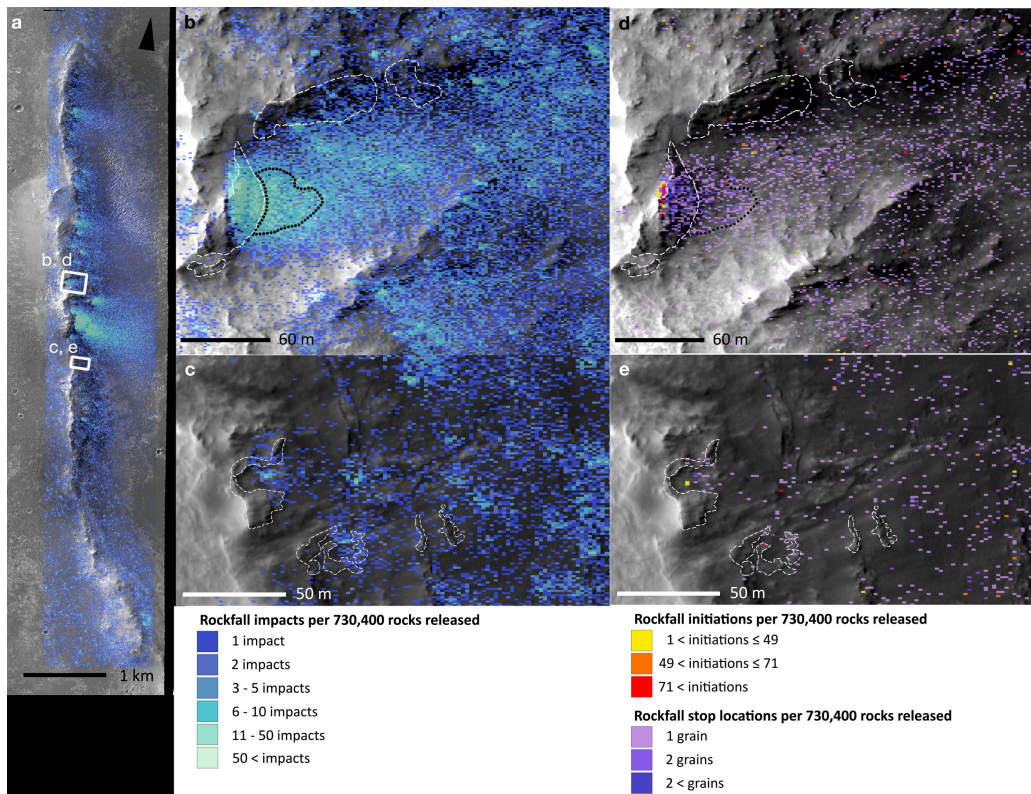 a
b
d
b, d
c, e
60 m
60 m
c
e
50 m
50 m
1 km
Rockfall impacts per 730,400 rocks released
1 impact
2 impacts
3 - 5 impacts
6 - 10 impacts
11 - 50 impacts
50 < impacts
Rockfall initiations per 730,400 rocks released
1 < initiations ≤ 49
49 < initiations ≤ 71
71 < initiations
Rockfall stop locations per 730,400 rocks released
1 grain
2 grains
2 < grains